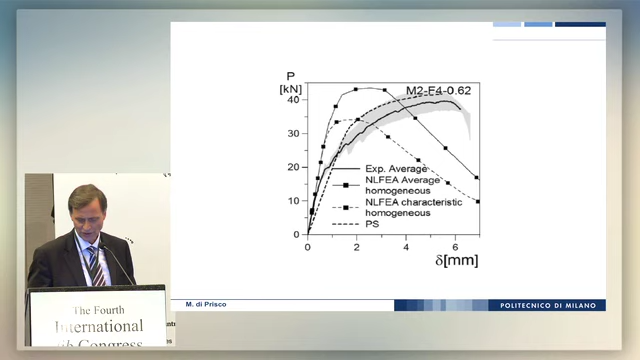 P
[kN]
M2-F4-0.62
40
30
20
10
0
Exp. Average
NLFEA Average
homogeneous
NLFEA characteristic
homogeneous
PS
0
2
4
6
δ[mm]
M. di Prisco
POLITECNICO DI MILANO
The Fourth
International
Congress